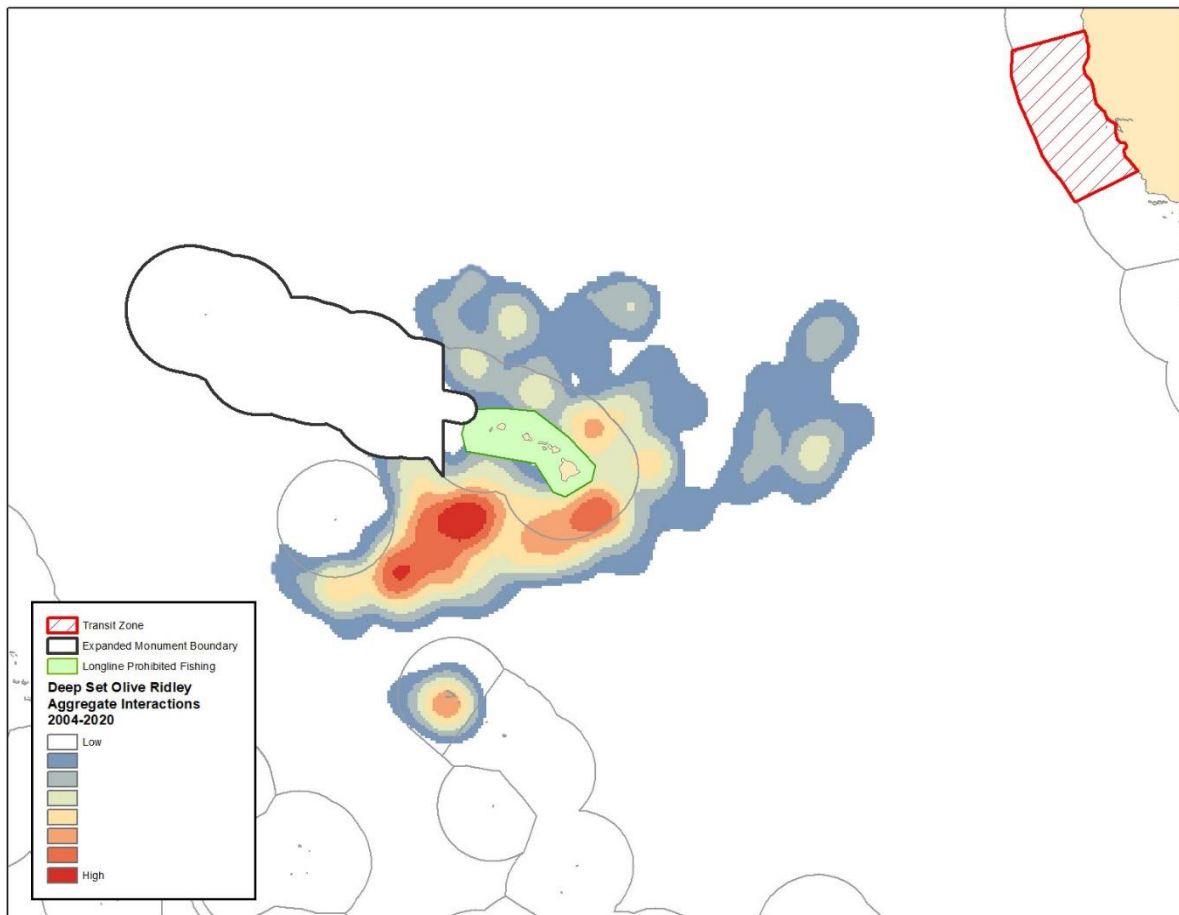 Transit Zone
Expanded Monument Boundary
Longline Prohibited Fishing
Deep Set Olive Ridley
Aggregate Interactions
2004-2020
Low
High